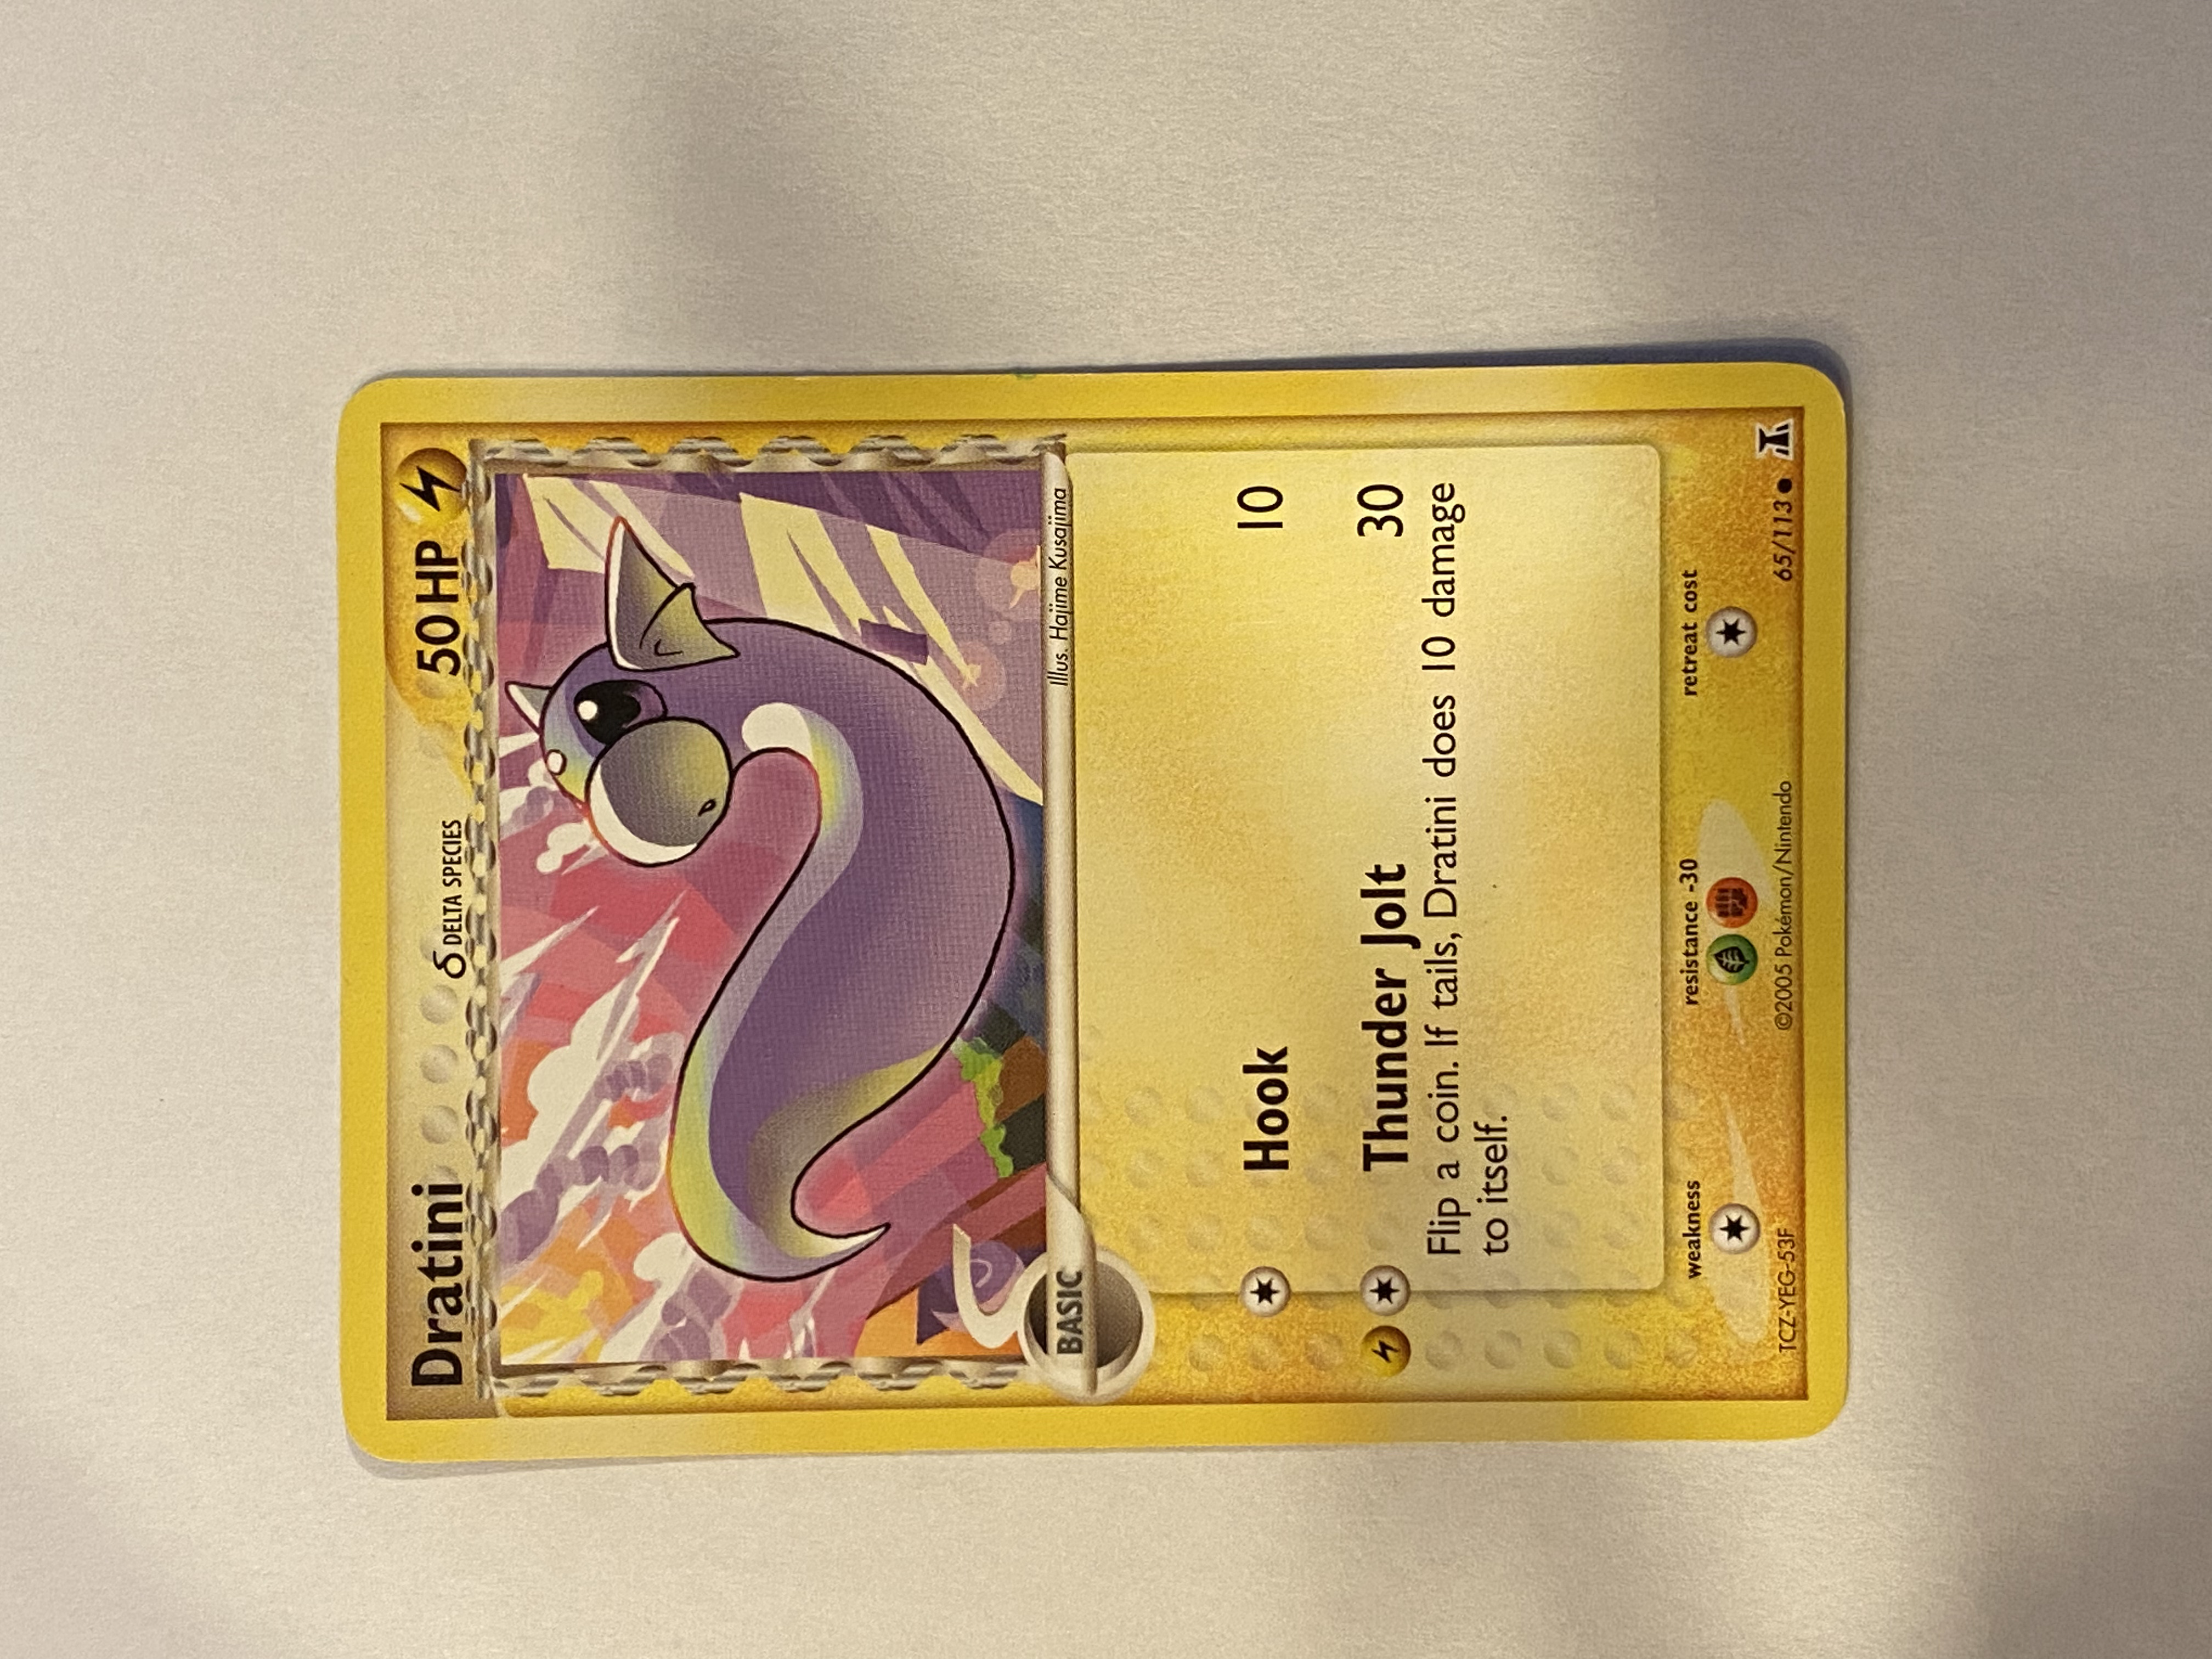 Dratini δ DELTA SPECIES 50 HP
BASIC
Illus. Hajime Kusajima
Hook 10
Thunder Jolt 30
Flip a coin. If tails, Dratini does 10 damage
to itself.
weakness resistance -30 retreat cost
TCZ-YEG-53F ©2005 Pokémon/Nintendo 65/113